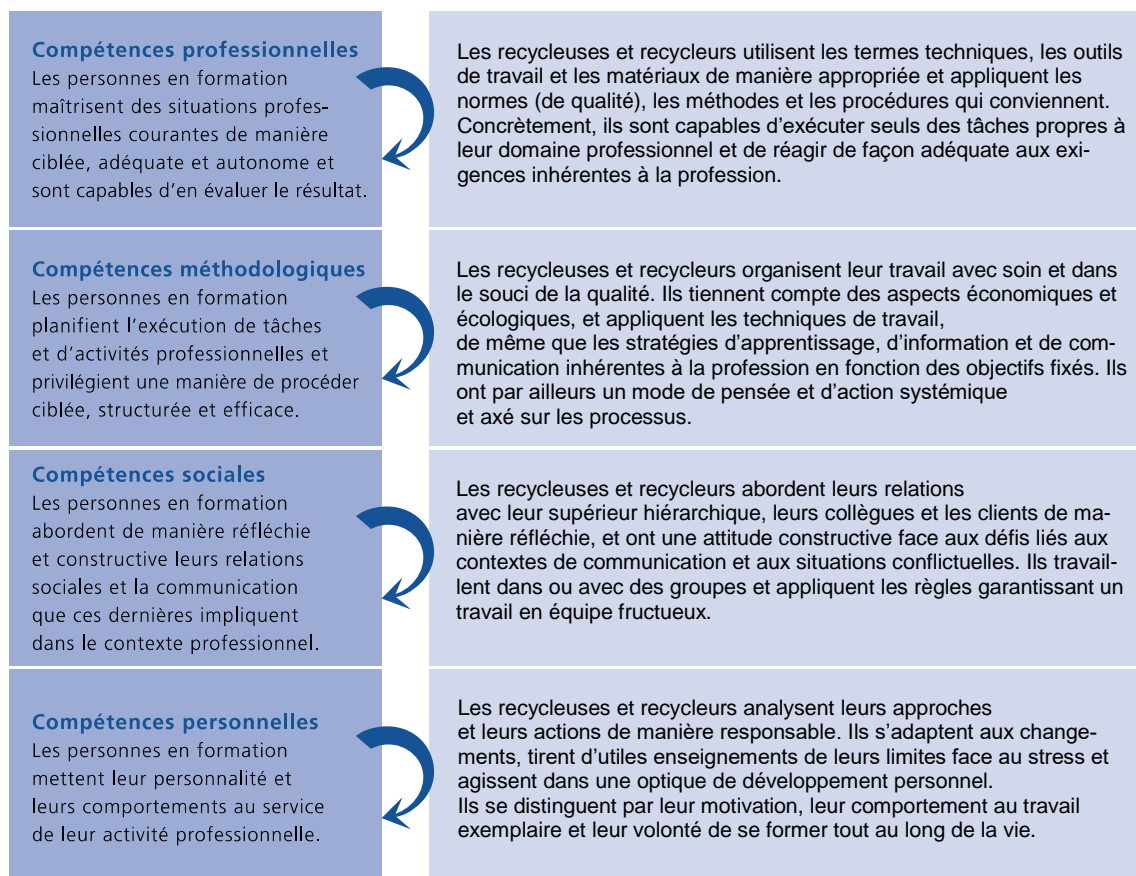 Compétences professionnelles
Les personnes en formation
maîtrisent des situations profes-
sionnelles courantes de manière
ciblée, adéquate et autonome et
sont capables d'en évaluer le résultat.
Les recycleuses et recycleurs utilisent les termes techniques, les outils
de travail et les matériaux de manière appropriée et appliquent les
normes (de qualité), les méthodes et les procédures qui conviennent.
Concrètement, ils sont capables d'exécuter seuls des tâches propres à
leur domaine professionnel et de réagir de façon adéquate aux exi-
gences inhérentes à la profession.
Compétences méthodologiques
Les personnes en formation
planifient l'exécution de tâches
et d'activités professionnelles et
privilégient une manière de procéder
ciblée, structurée et efficace.
Les recycleuses et recycleurs organisent leur travail avec soin et dans
le souci de la qualité. Ils tiennent compte des aspects économiques et
écologiques, et appliquent les techniques de travail,
de même que les stratégies d'apprentissage, d'information et de com-
munication inhérentes à la profession en fonction des objectifs fixés. Ils
ont par ailleurs un mode de pensée et d'action systémique
et axé sur les processus.
Compétences sociales
Les personnes en formation
abordent de manière réfléchie
et constructive leurs relations
sociales et la communication
que ces dernières impliquent
dans le contexte professionnel.
Les recycleuses et recycleurs abordent leurs relations
avec leur supérieur hiérarchique, leurs collègues et les clients de ma-
nière réfléchie, et ont une attitude constructive face aux défis liés aux
contextes de communication et aux situations conflictuelles. Ils travail-
lent dans ou avec des groupes et appliquent les règles garantissant un
travail en équipe fructueux.
Compétences personnelles
Les personnes en formation
mettent leur personnalité et
leurs comportements au service
de leur activité professionnelle.
Les recycleuses et recycleurs analysent leurs approches
et leurs actions de manière responsable. Ils s'adaptent aux change-
ments, tirent d'utiles enseignements de leurs limites face au stress et
agissent dans une optique de développement personnel.
Ils se distinguent par leur motivation, leur comportement au travail
exemplaire et leur volonté de se former tout au long de la vie.